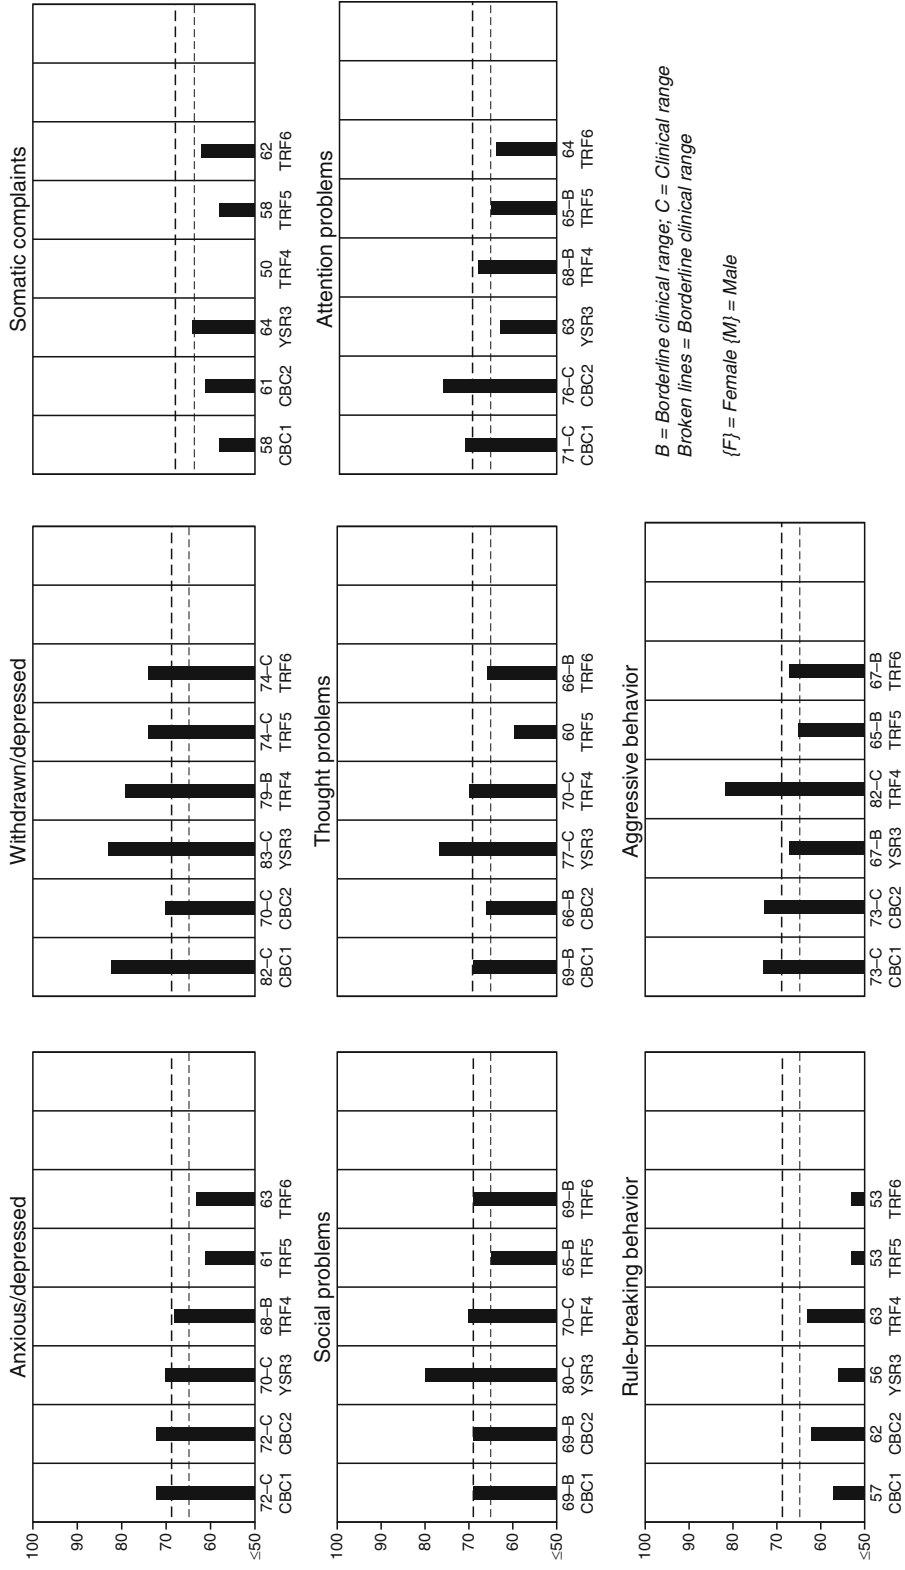 Anxious/depressed
100
90
80
70
60
≤50
72–C 72–C 70–C 68–B 61 63
CBC1 CBC2 YSR3 TRF4 TRF5 TRF6
Withdrawn/depressed
82–C 70–C 83–C 79–B 74–C 74–C
CBC1 CBC2 YSR3 TRF4 TRF5 TRF6
Somatic complaints
58 61 64 50 58 62
CBC1 CBC2 YSR3 TRF4 TRF5 TRF6
Social problems
100
90
80
70
60
≤50
69–B 69–B 80–C 70–C 65–B 69–B
CBC1 CBC2 YSR3 TRF4 TRF5 TRF6
Thought problems
69–B 66–B 77–C 70–C 60 66–B
CBC1 CBC2 YSR3 TRF4 TRF5 TRF6
Attention problems
71–C 76–C 63 68–B 65–B 64
CBC1 CBC2 YSR3 TRF4 TRF5 TRF6
Rule-breaking behavior
100
90
80
70
60
≤50
57 62 56 63 53 53
CBC1 CBC2 YSR3 TRF4 TRF5 TRF6
Aggressive behavior
73–C 73–C 67–B 82–C 65–B 67–B
CBC1 CBC2 YSR3 TRF4 TRF5 TRF6
B = Borderline clinical range; C = Clinical range
Broken lines = Borderline clinical range
{F} = Female {M} = Male